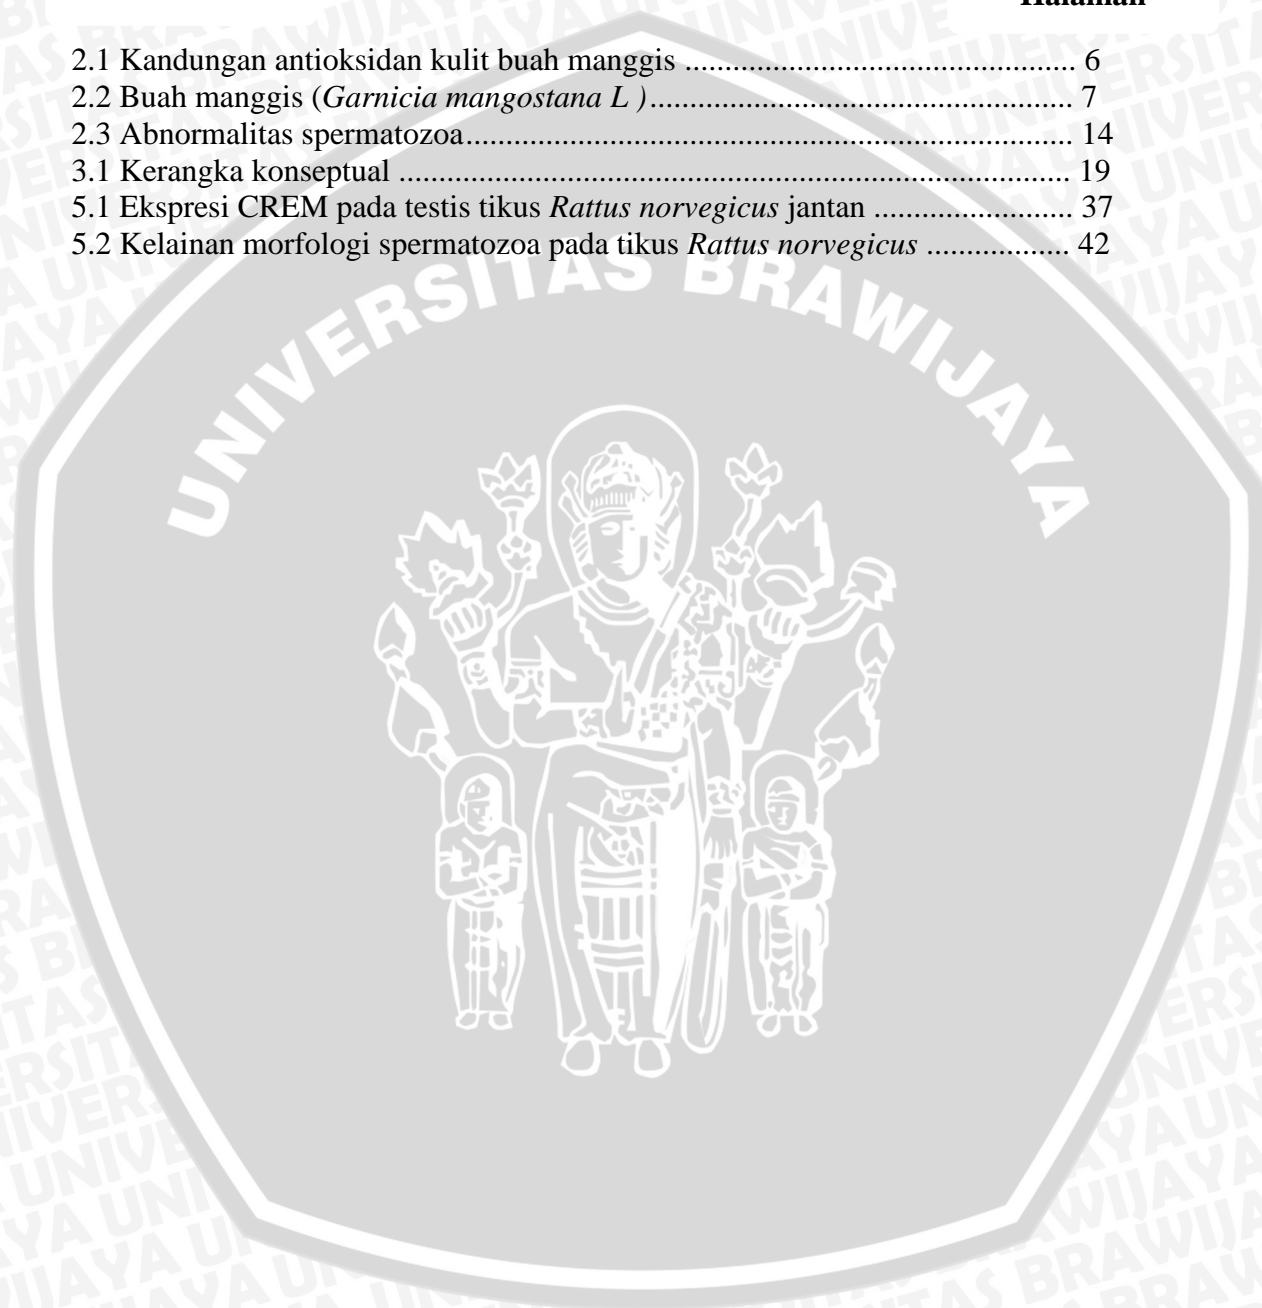 Halaman
2.1 Kandungan antioksidan kulit buah manggis ................................................. 6
2.2 Buah manggis (Garnicia mangostana L )..................................................... 7
2.3 Abnormalitas spermatozoa............................................................................ 14
3.1 Kerangka konseptual .................................................................................... 19
5.1 Ekspresi CREM pada testis tikus Rattus norvegicus jantan ......................... 37
5.2 Kelainan morfologi spermatozoa pada tikus Rattus norvegicus .................. 42
UNIVERSITAS BRAWIJAYA